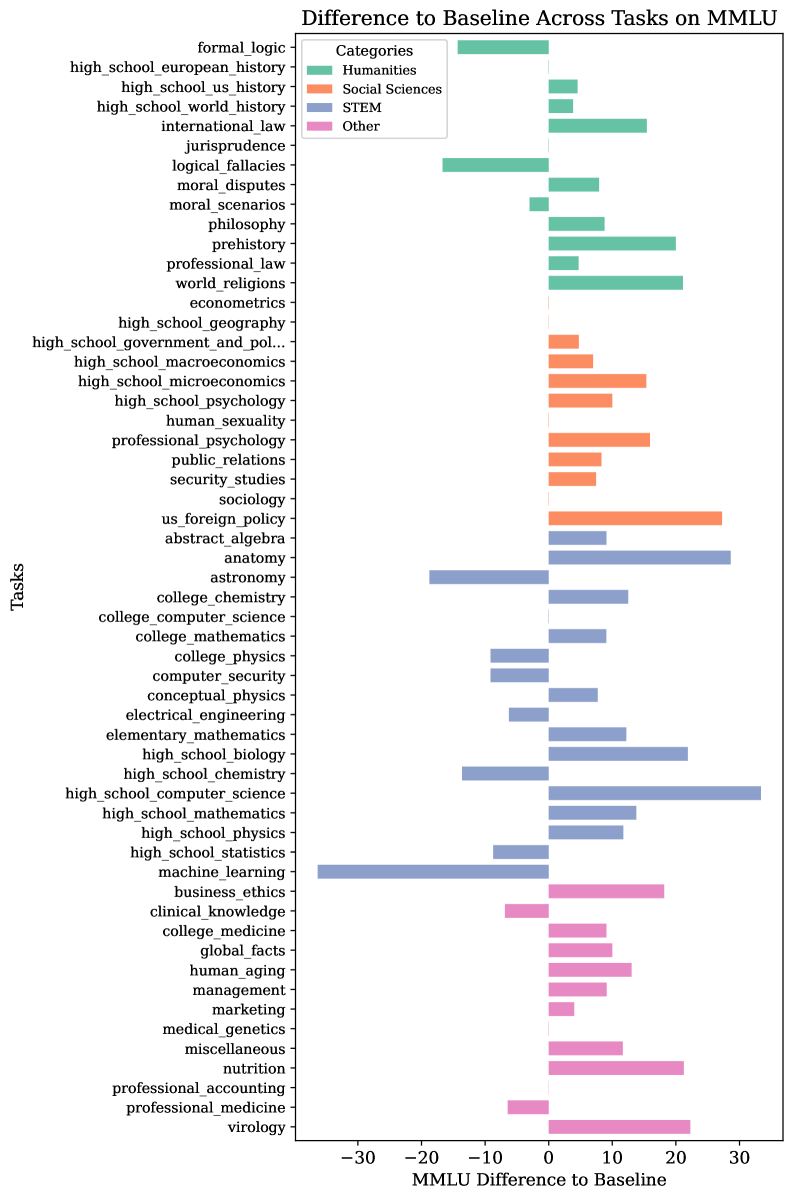 Difference to Baseline Across Tasks on MMLU
Categories
Humanities
Social Sciences
STEM
Other
formal_logic
high_school_european_history
high_school_us_history
high_school_world_history
international_law
jurisprudence
logical_fallacies
moral_disputes
moral_scenarios
philosophy
prehistory
professional_law
world_religions
econometrics
high_school_geography
high_school_government_and_pol...
high_school_macroeconomics
high_school_microeconomics
high_school_psychology
human_sexuality
professional_psychology
public_relations
security_studies
sociology
us_foreign_policy
abstract_algebra
anatomy
astronomy
college_chemistry
college_computer_science
college_mathematics
college_physics
computer_security
conceptual_physics
electrical_engineering
elementary_mathematics
high_school_biology
high_school_chemistry
high_school_computer_science
high_school_mathematics
high_school_physics
high_school_statistics
machine_learning
business_ethics
clinical_knowledge
college_medicine
global_facts
human_aging
management
marketing
medical_genetics
miscellaneous
nutrition
professional_accounting
professional_medicine
virology
Tasks
−30 −20 −10 0 10 20 30
MMLU Difference to Baseline